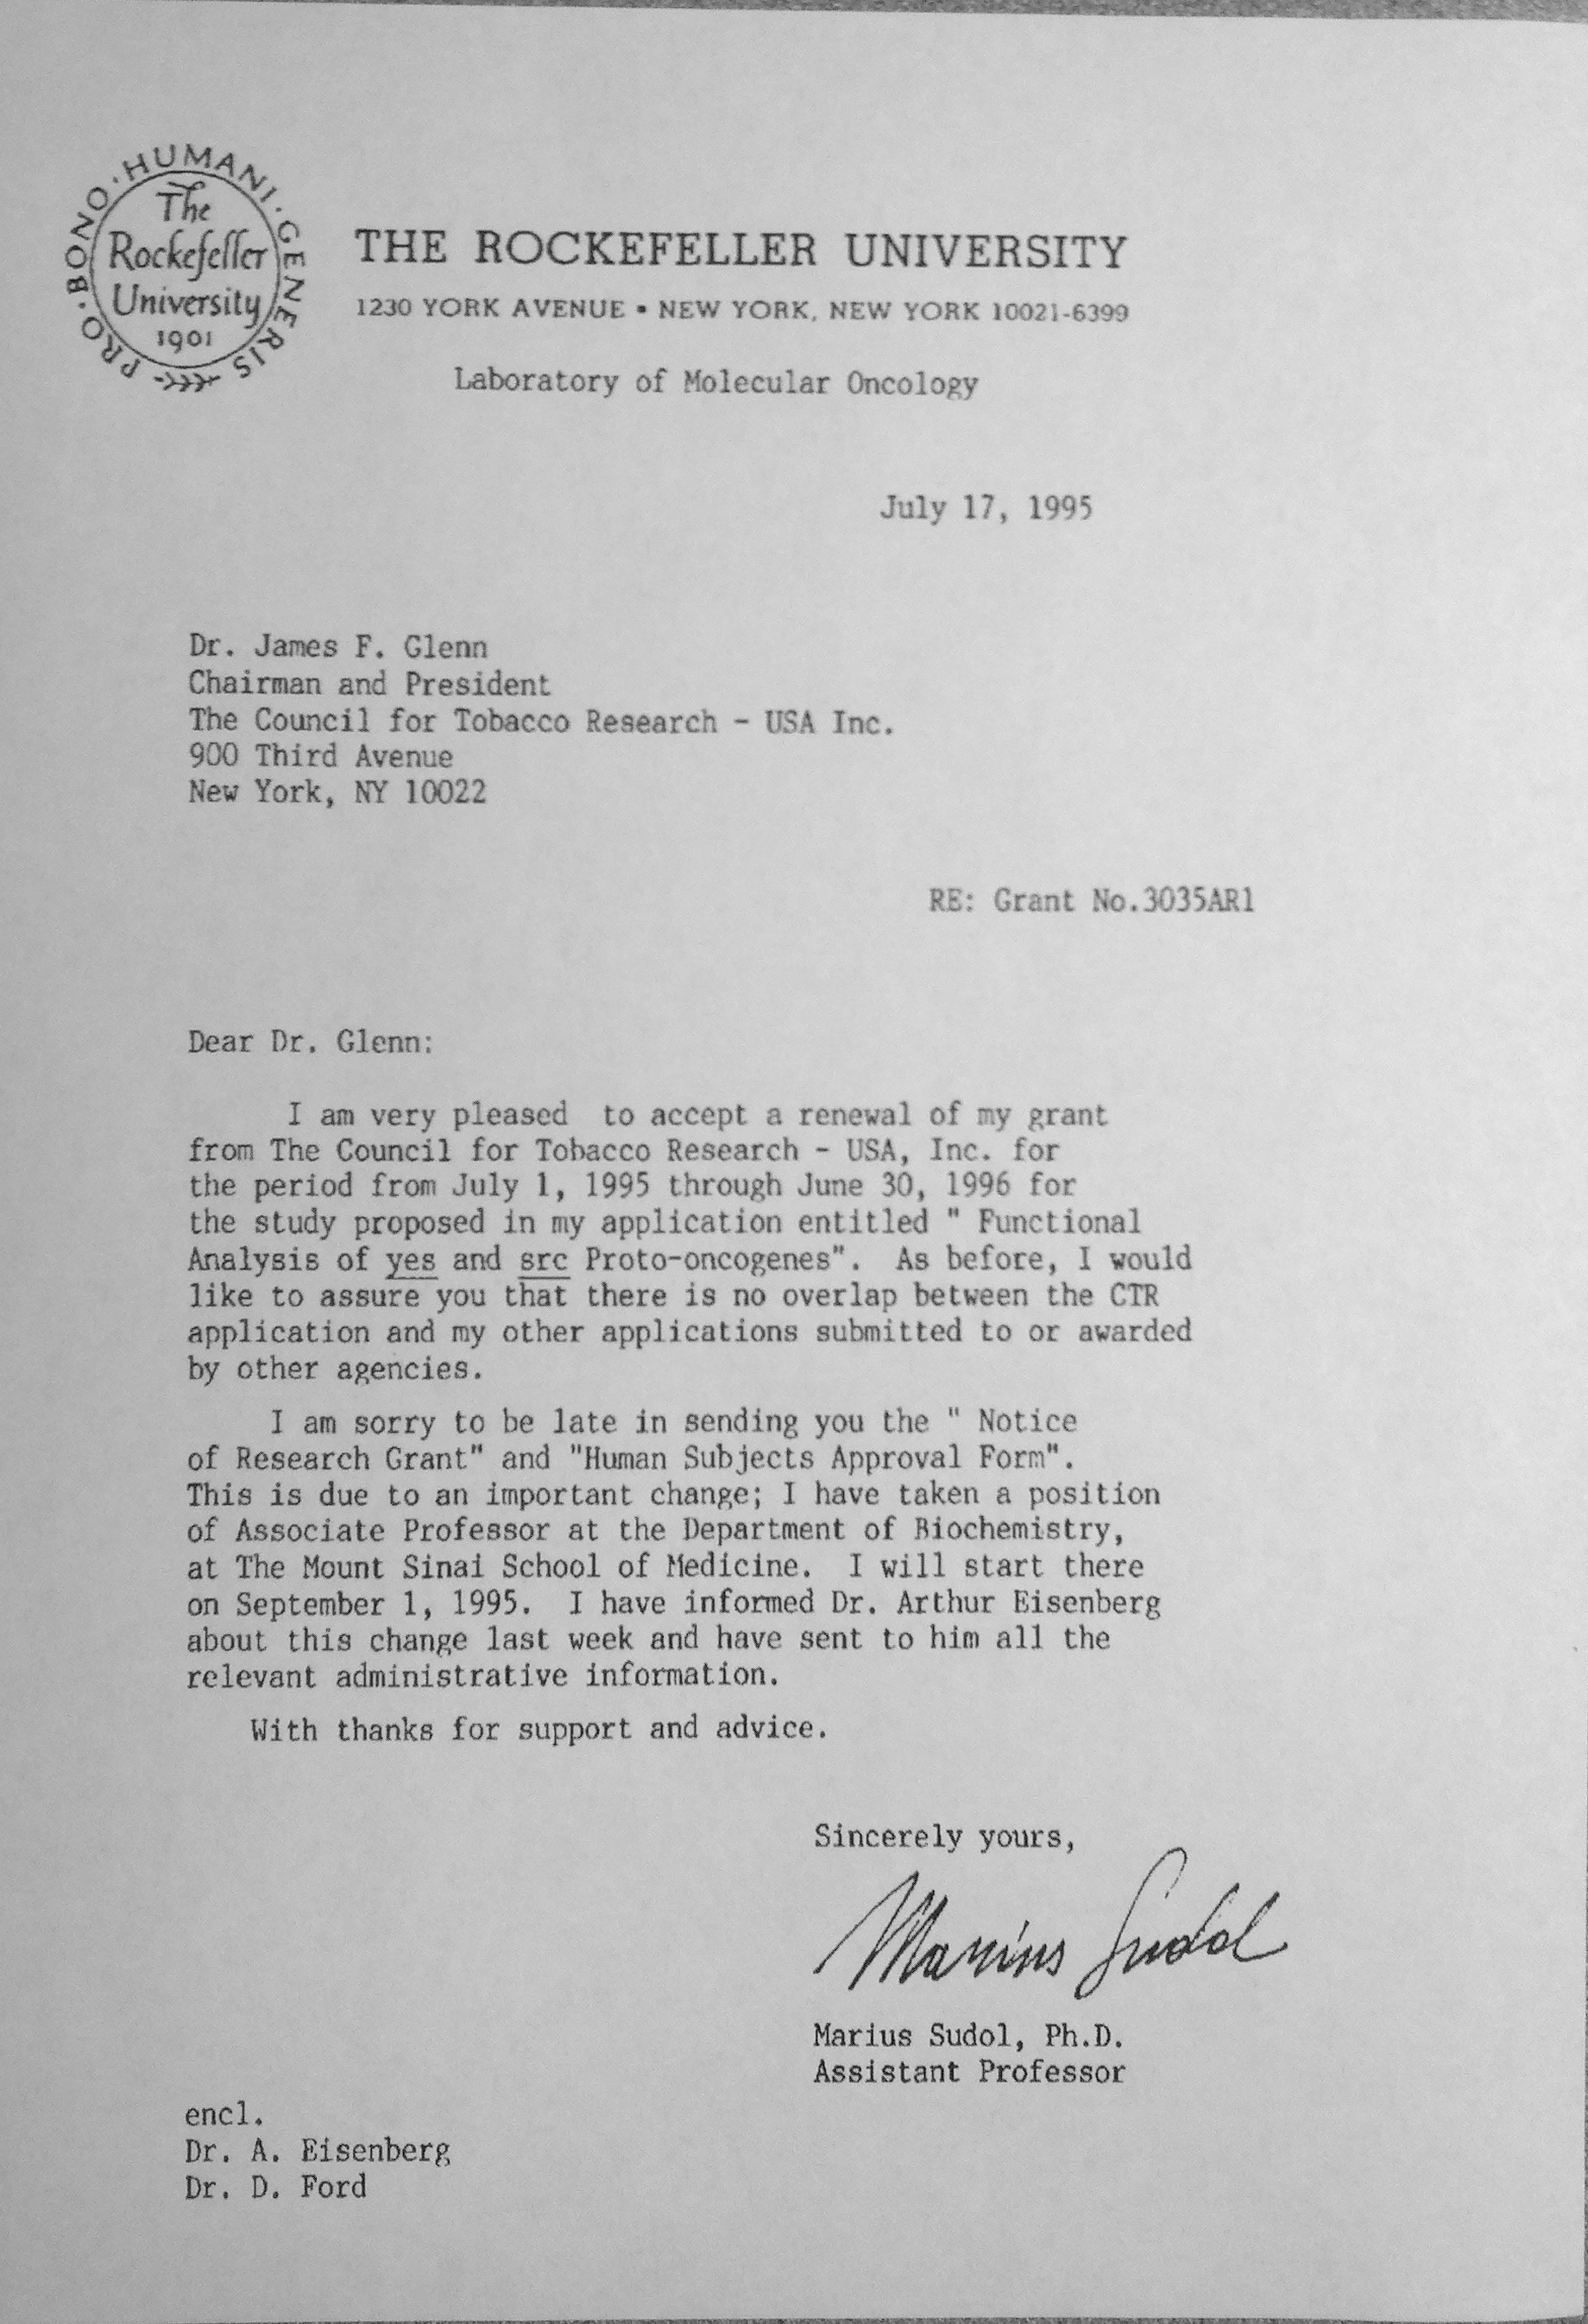 PRO · BONO · HUMANI · GENERIS
The
Rockefeller
University
1901
THE ROCKEFELLER UNIVERSITY
1230 YORK AVENUE • NEW YORK, NEW YORK 10021-6399
Laboratory of Molecular Oncology
July 17, 1995
Dr. James F. Glenn
Chairman and President
The Council for Tobacco Research - USA Inc.
900 Third Avenue
New York, NY 10022
RE: Grant No.3035AR1
Dear Dr. Glenn:
I am very pleased to accept a renewal of my grant
from The Council for Tobacco Research - USA, Inc. for
the period from July 1, 1995 through June 30, 1996 for
the study proposed in my application entitled " Functional
Analysis of yes and src Proto-oncogenes". As before, I would
like to assure you that there is no overlap between the CTR
application and my other applications submitted to or awarded
by other agencies.
I am sorry to be late in sending you the " Notice
of Research Grant" and "Human Subjects Approval Form".
This is due to an important change; I have taken a position
of Associate Professor at the Department of Biochemistry,
at The Mount Sinai School of Medicine. I will start there
on September 1, 1995. I have informed Dr. Arthur Eisenberg
about this change last week and have sent to him all the
relevant administrative information.
With thanks for support and advice.
Sincerely yours,
Marius Sudol
Marius Sudol, Ph.D.
Assistant Professor
encl.
Dr. A. Eisenberg
Dr. D. Ford